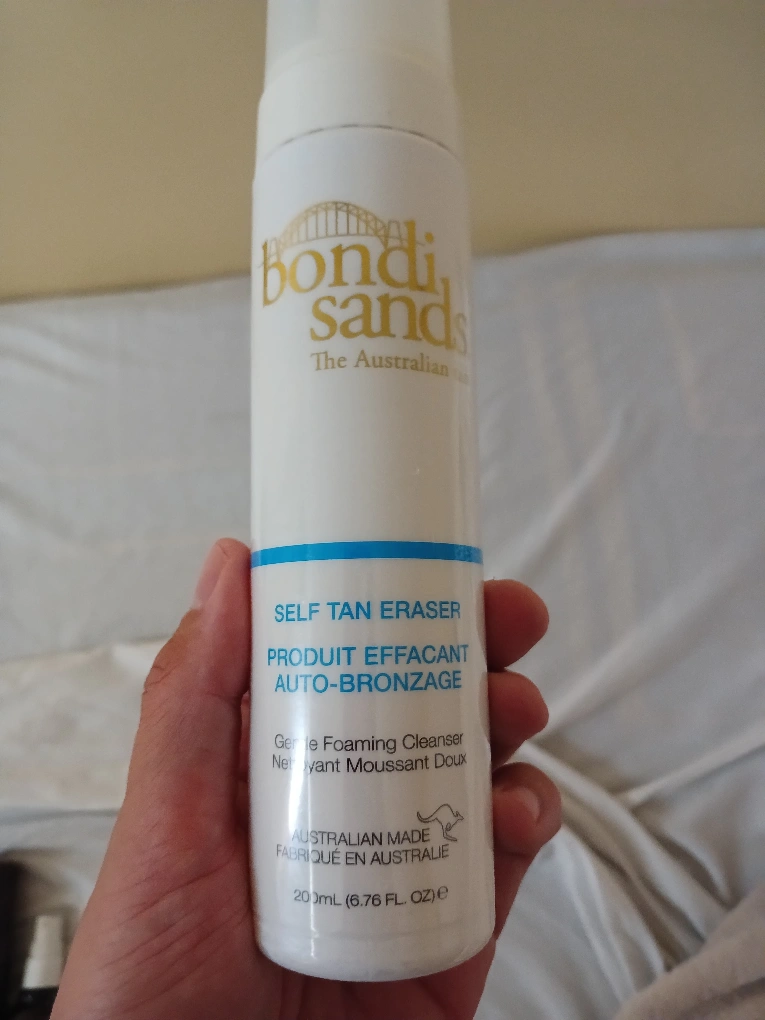 bondi
sands
The Australian tan
SELF TAN ERASER
PRODUIT EFFACANT
AUTO-BRONZAGE
Gentle Foaming Cleanser
Nettoyant Moussant Doux
AUSTRALIAN MADE
FABRIQUÉ EN AUSTRALIE
200mL (6.76 FL. OZ) ℮